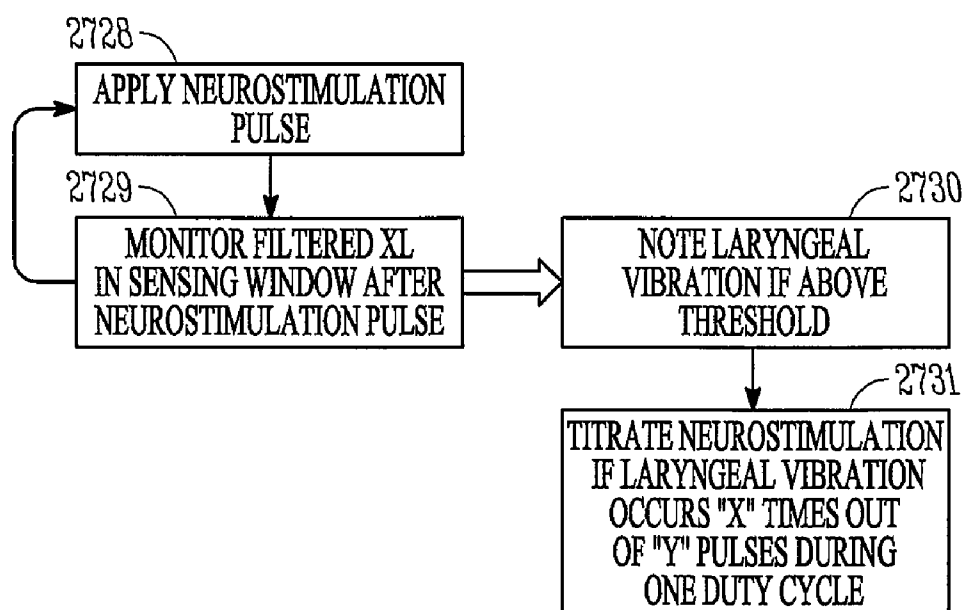 2728
APPLY NEUROSTIMULATION
PULSE
2729
MONITOR FILTERED XL
IN SENSING WINDOW AFTER
NEUROSTIMULATION PULSE
2730
NOTE LARYNGEAL
VIBRATION IF ABOVE
THRESHOLD
2731
TITRATE NEUROSTIMULATION
IF LARYNGEAL VIBRATION
OCCURS "X" TIMES OUT
OF "Y" PULSES DURING
ONE DUTY CYCLE